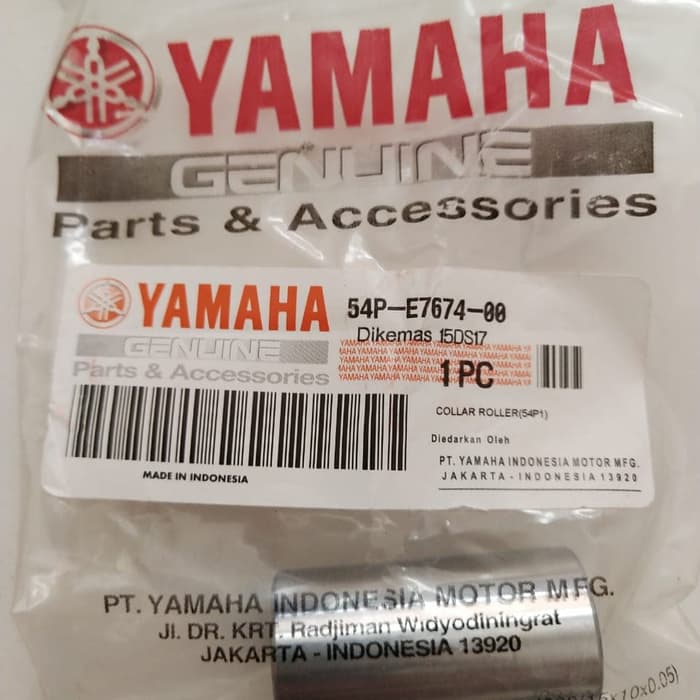 YAMAHA
GENUINE
Parts & Accessories
YAMAHA
GENUINE
Parts & Accessories
54P-E7674-00
Dikemas 15DS17
1 PC
COLLAR ROLLER(54P1)
Diedarkan Oleh
PT. YAMAHA INDONESIA MOTOR MFG.
JAKARTA - INDONESIA 13920
MADE IN INDONESIA
PT. YAMAHA INDONESIA MOTOR MFG.
Jl. DR. KRT. Radjiman Widyodiningrat
JAKARTA - INDONESIA 13920